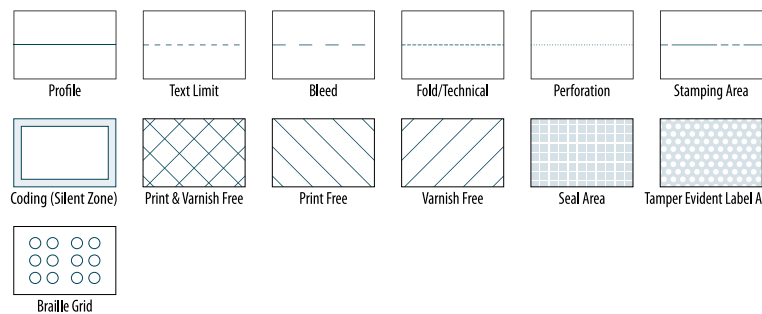 Profile
Text Limit
Bleed
Fold/Technical
Perforation
Stamping Area
Coding (Silent Zone)
Print & Varnish Free
Print Free
Varnish Free
Seal Area
Tamper Evident Label A
Braille Grid